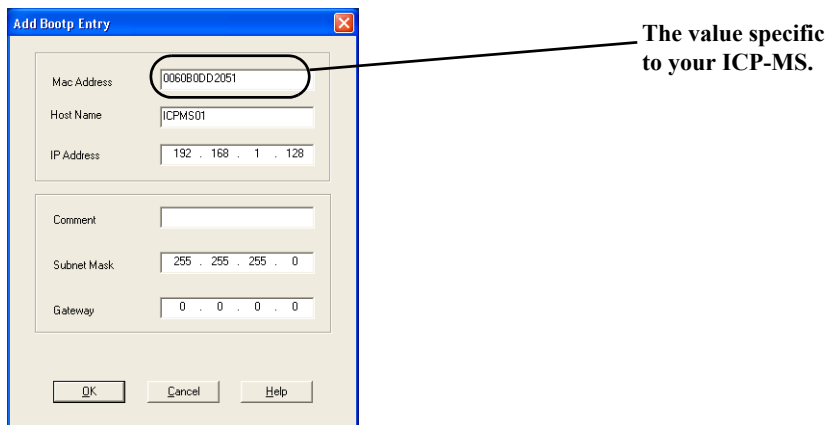 Add Bootp Entry
The value specific
to your ICP-MS.
Mac Address 0060B0DD2051
Host Name ICPMS01
IP Address 192 . 168 . 1 . 128
Comment
Subnet Mask 255 . 255 . 255 . 0
Gateway 0 . 0 . 0 . 0
OK Cancel Help